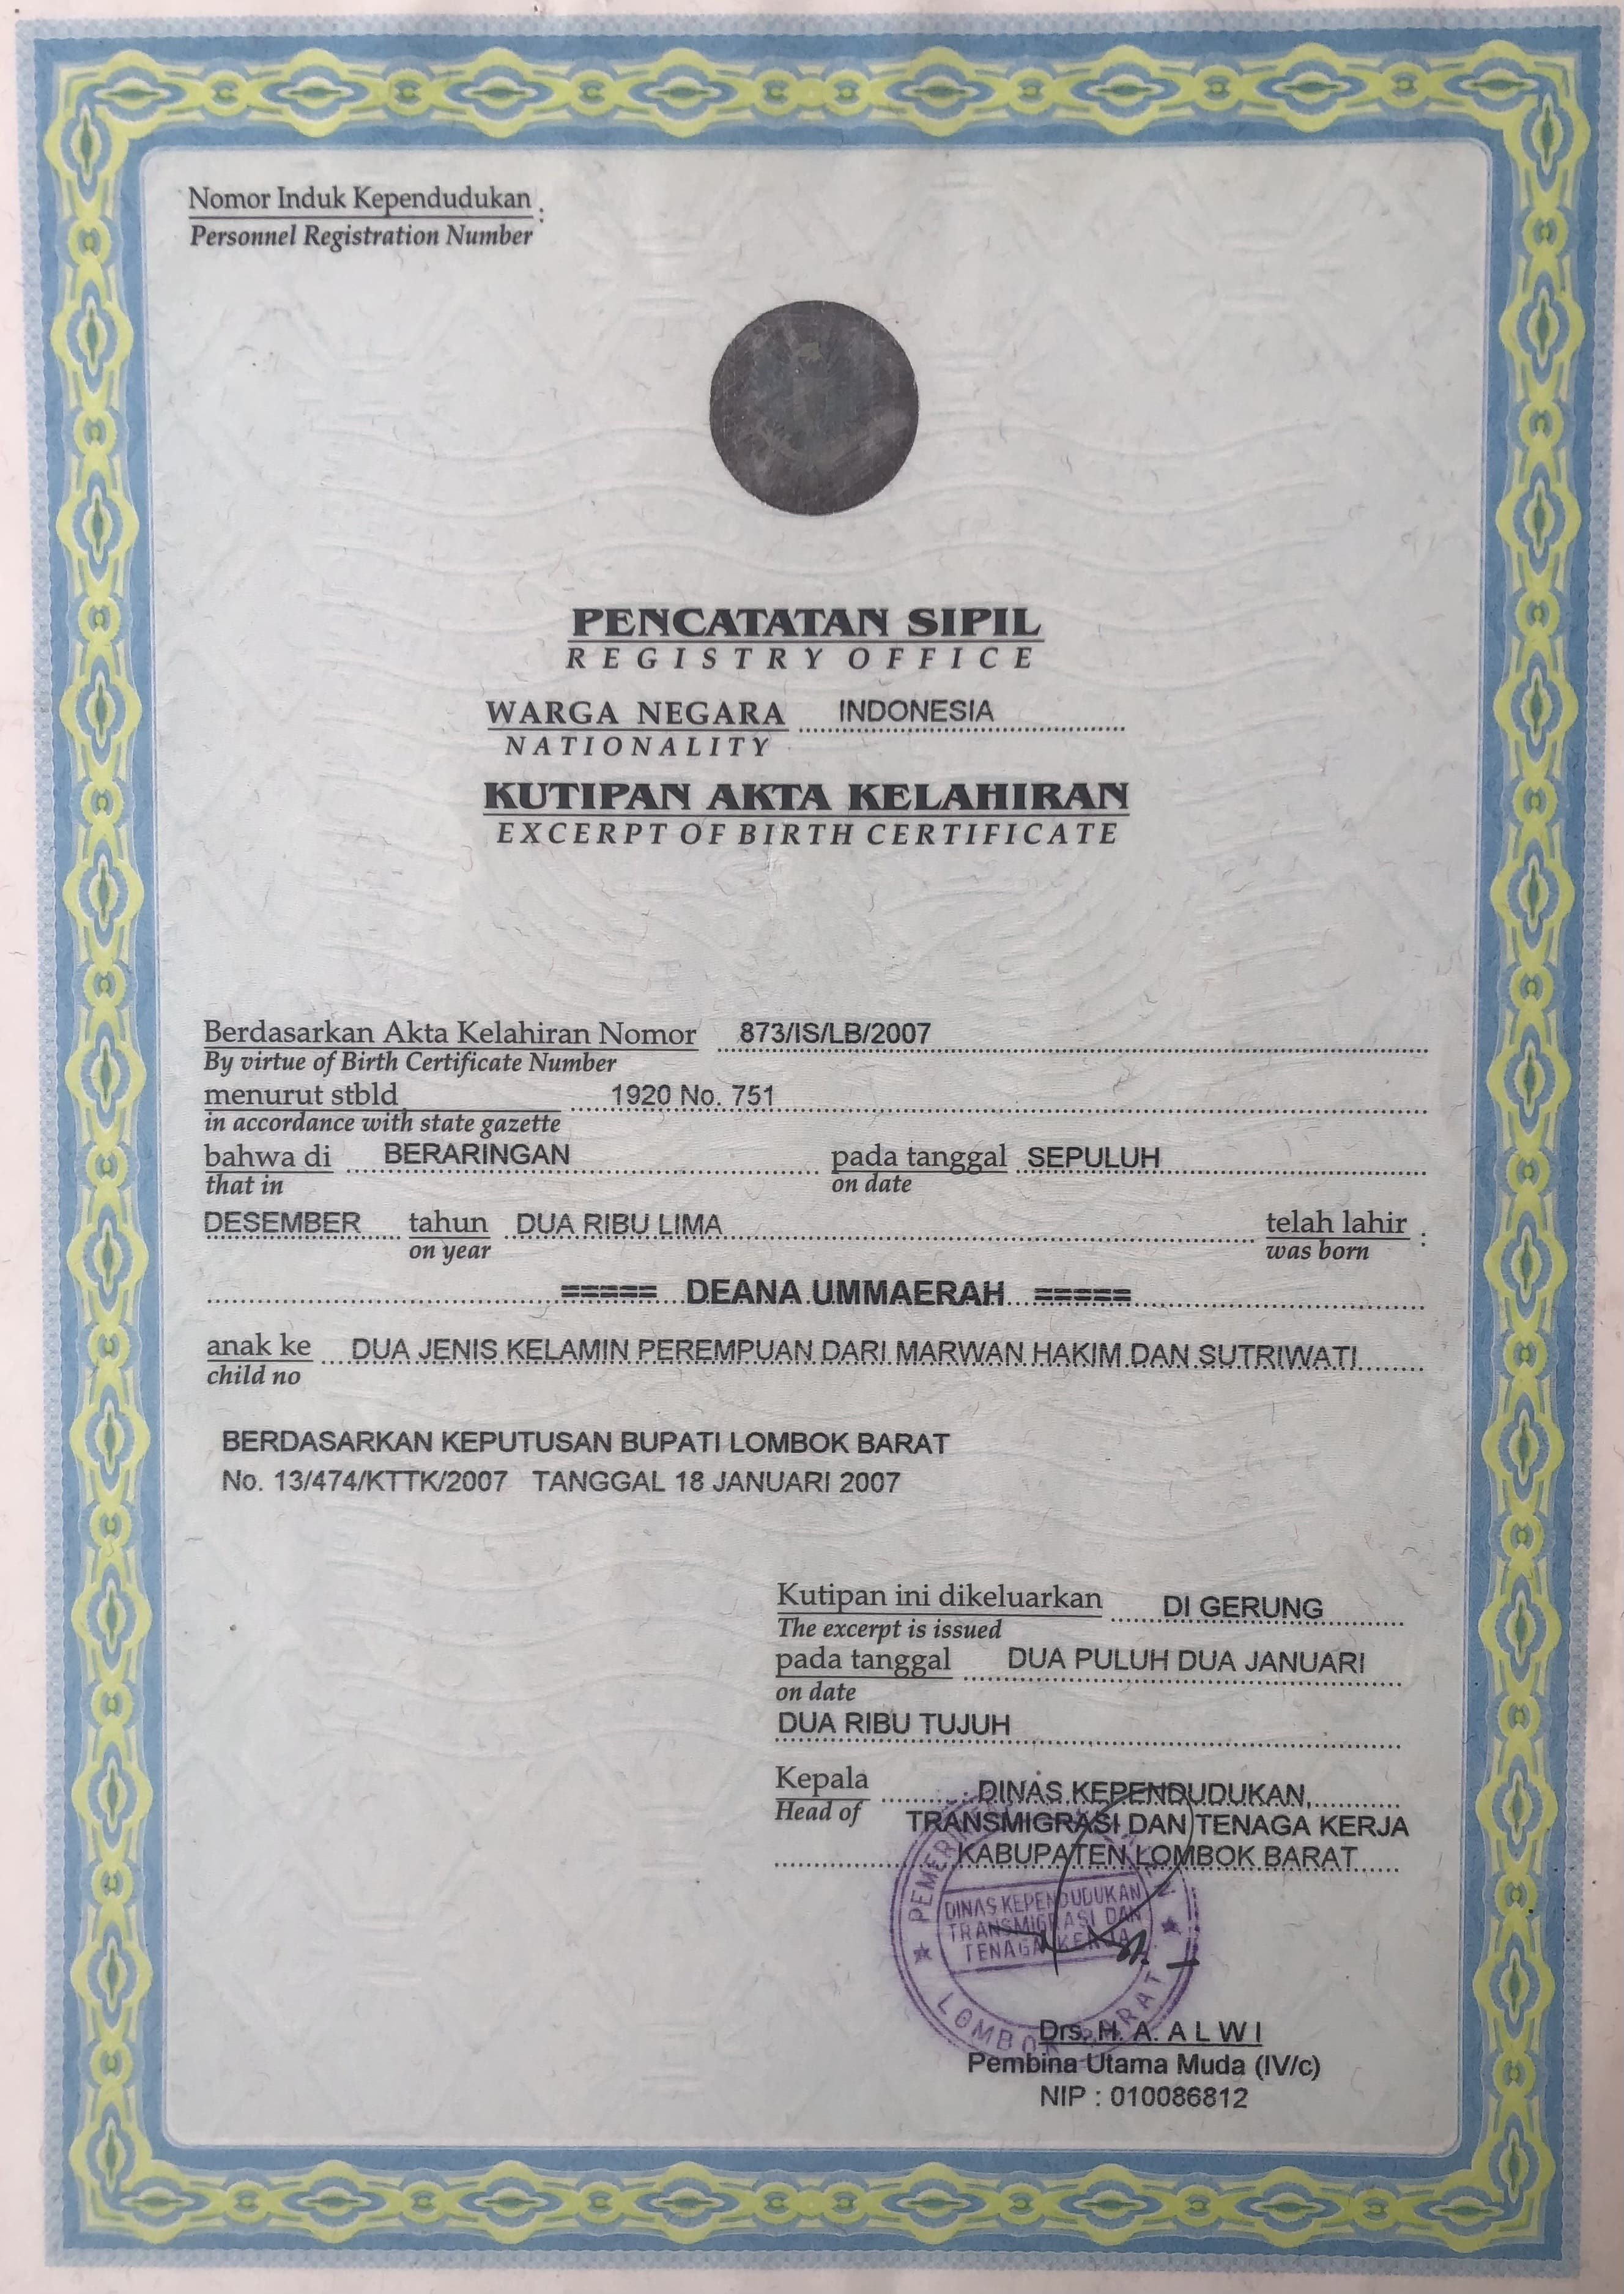 Nomor Induk Kependudukan :
Personnel Registration Number
PENCATATAN SIPIL
REGISTRY OFFICE
WARGA NEGARA INDONESIA
NATIONALITY
KUTIPAN AKTA KELAHIRAN
EXCERPT OF BIRTH CERTIFICATE
Berdasarkan Akta Kelahiran Nomor 873/IS/LB/2007
By virtue of Birth Certificate Number
menurut stbld 1920 No. 751
in accordance with state gazette
bahwa di BERARINGAN pada tanggal SEPULUH
that in on date
DESEMBER tahun DUA RIBU LIMA telah lahir :
on year was born
===== DEANA UMMAERAH =====
anak ke DUA JENIS KELAMIN PEREMPUAN DARI MARWAN HAKIM DAN SUTRIWATI
child no
BERDASARKAN KEPUTUSAN BUPATI LOMBOK BARAT
No. 13/474/KTTK/2007 TANGGAL 18 JANUARI 2007
Kutipan ini dikeluarkan DI GERUNG
The excerpt is issued
pada tanggal DUA PULUH DUA JANUARI
on date
DUA RIBU TUJUH
Kepala : DINAS KEPENDUDUKAN,
Head of TRANSMIGRASI DAN TENAGA KERJA
KABUPATEN LOMBOK BARAT
DINAS KEPENDUDUKAN
TRANSMIGRASI DAN
TENAGA KERJA
LOMBOK BARAT
Drs. H. A. A L W I
Pembina Utama Muda (IV/c)
NIP : 010086812